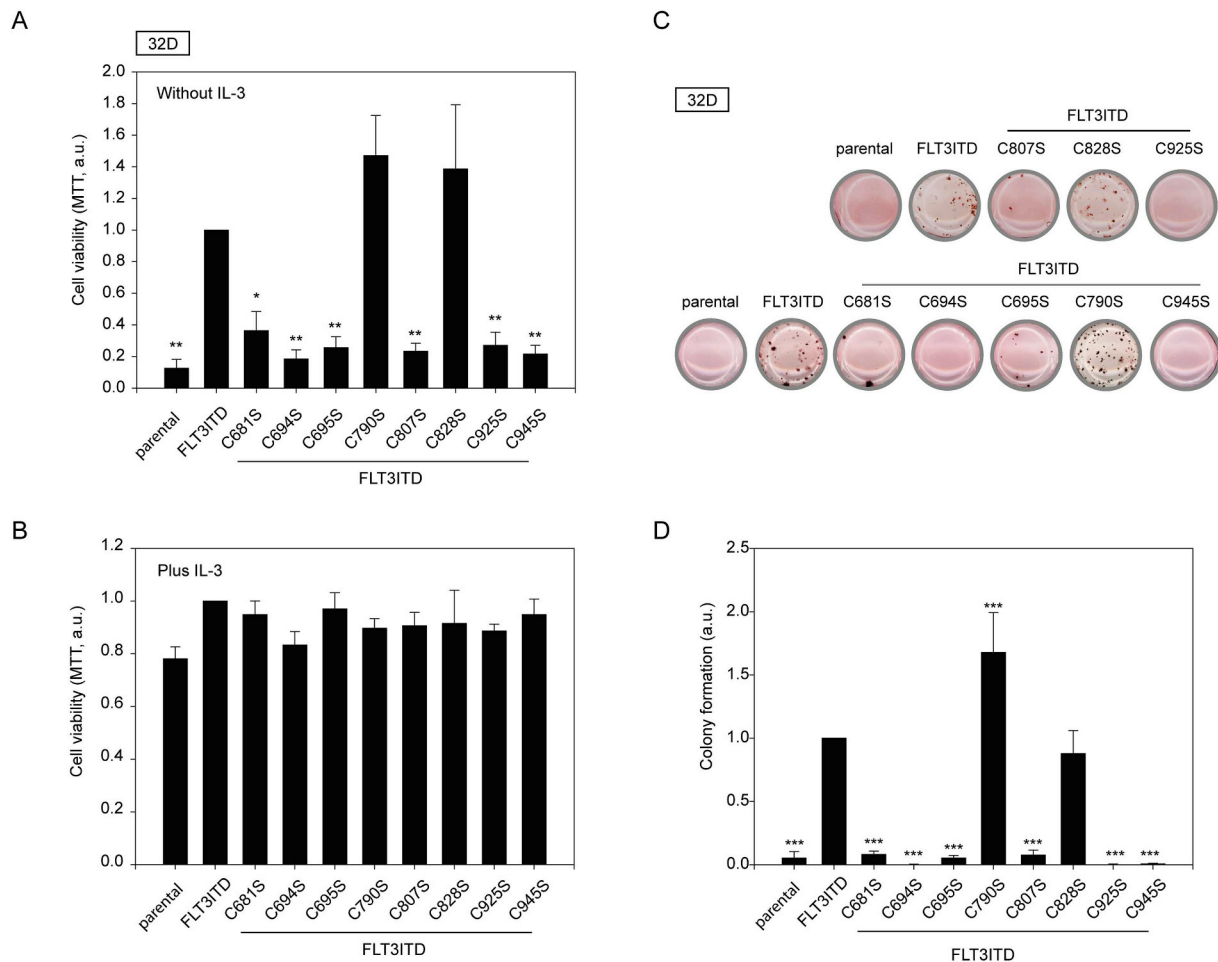 A
32D
Without IL-3
Cell viability (MTT, a.u.)
2.0
1.8
1.6
1.4
1.2
1.0
0.8
0.6
0.4
0.2
0.0
** * ** ** ** ** **
parental FLT3ITD C681S C694S C695S C790S C807S C828S C925S C945S
FLT3ITD
B
Plus IL-3
Cell viability (MTT, a.u.)
1.2
1.0
0.8
0.6
0.4
0.2
0.0
parental FLT3ITD C681S C694S C695S C790S C807S C828S C925S C945S
FLT3ITD
C
32D
FLT3ITD
parental FLT3ITD C807S C828S C925S
FLT3ITD
parental FLT3ITD C681S C694S C695S C790S C945S
D
Colony formation (a.u.)
2.5
2.0
1.5
1.0
0.5
0.0
*** *** *** *** *** *** *** ***
parental FLT3ITD C681S C694S C695S C790S C807S C828S C925S C945S
FLT3ITD